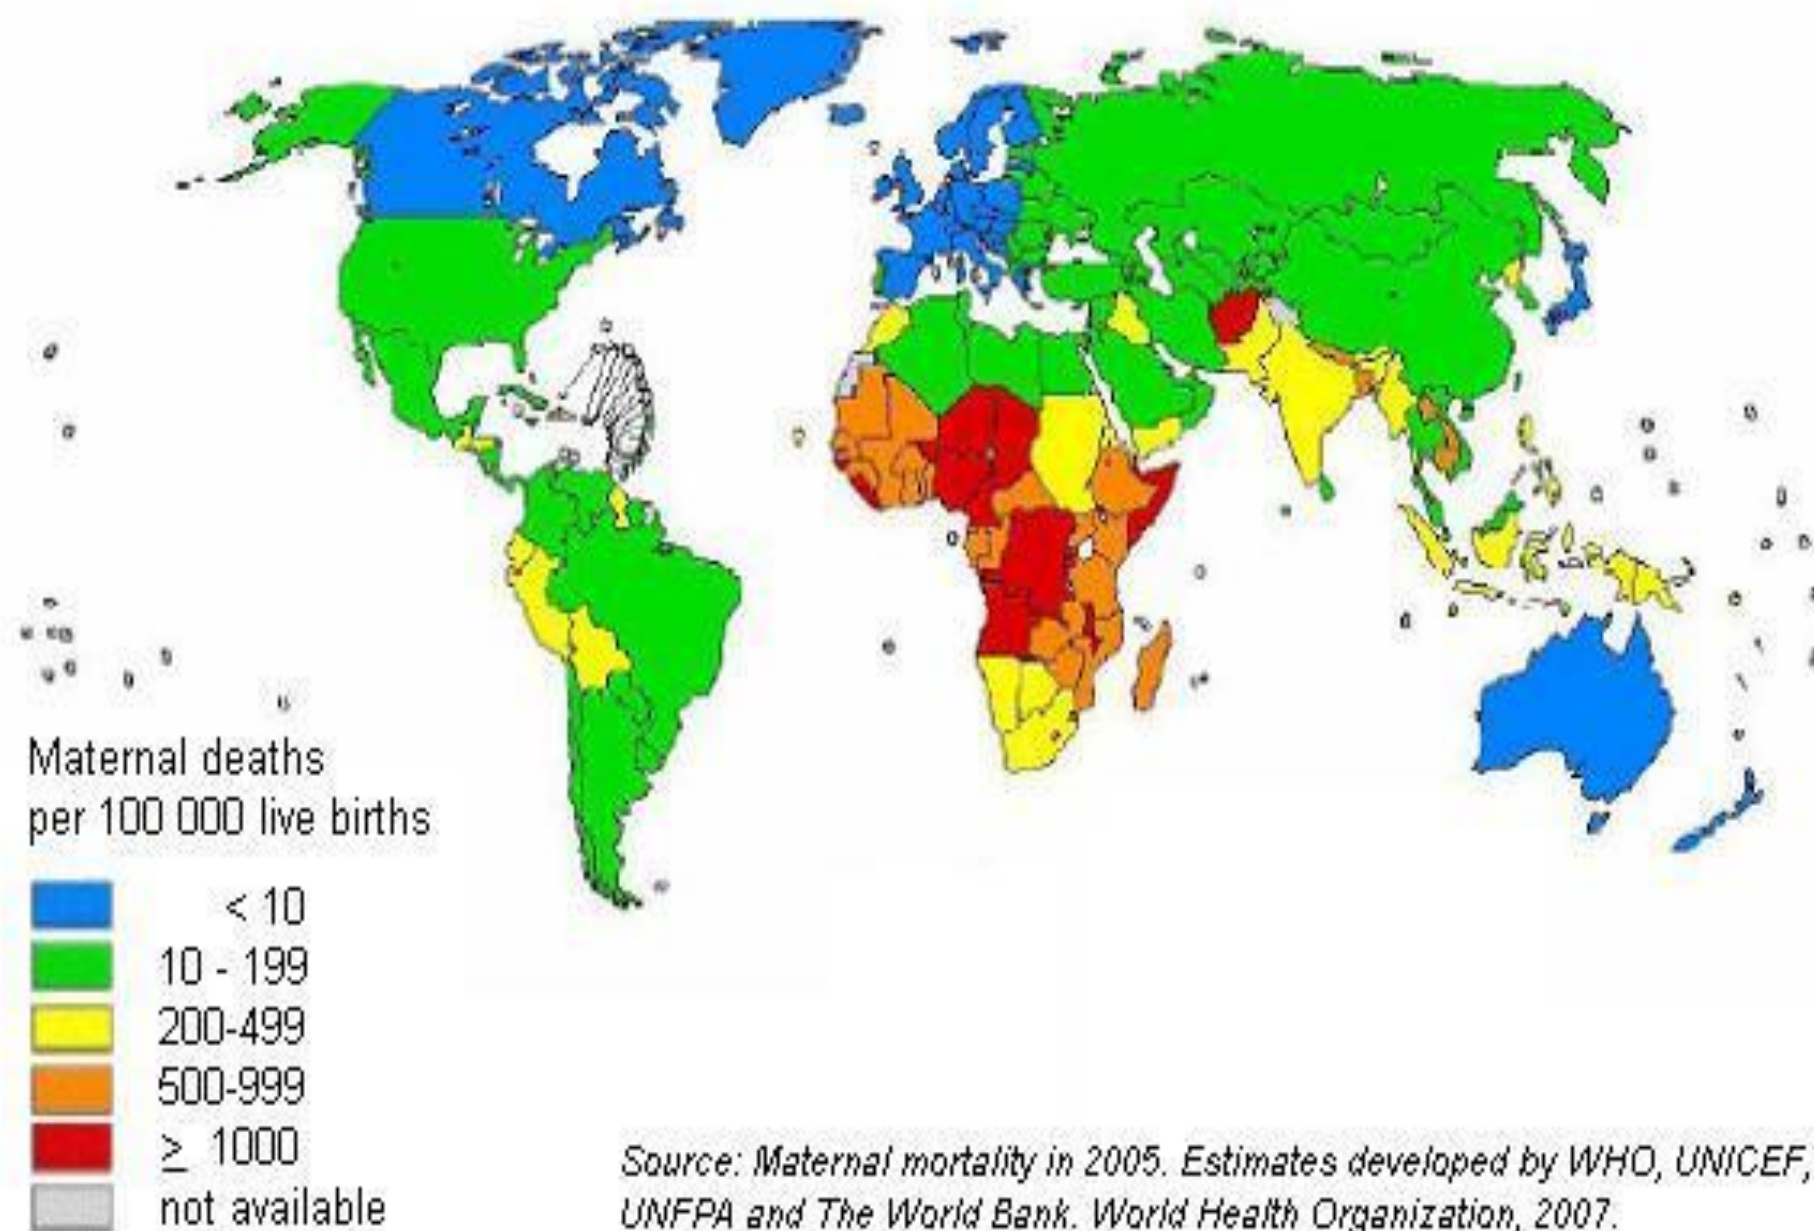 Maternal deaths
per 100 000 live births
< 10
10 - 199
200-499
500-999
≥ 1000
not available
Source: Maternal mortality in 2005. Estimates developed by WHO, UNICEF,
UNFPA and The World Bank. World Health Organization, 2007.